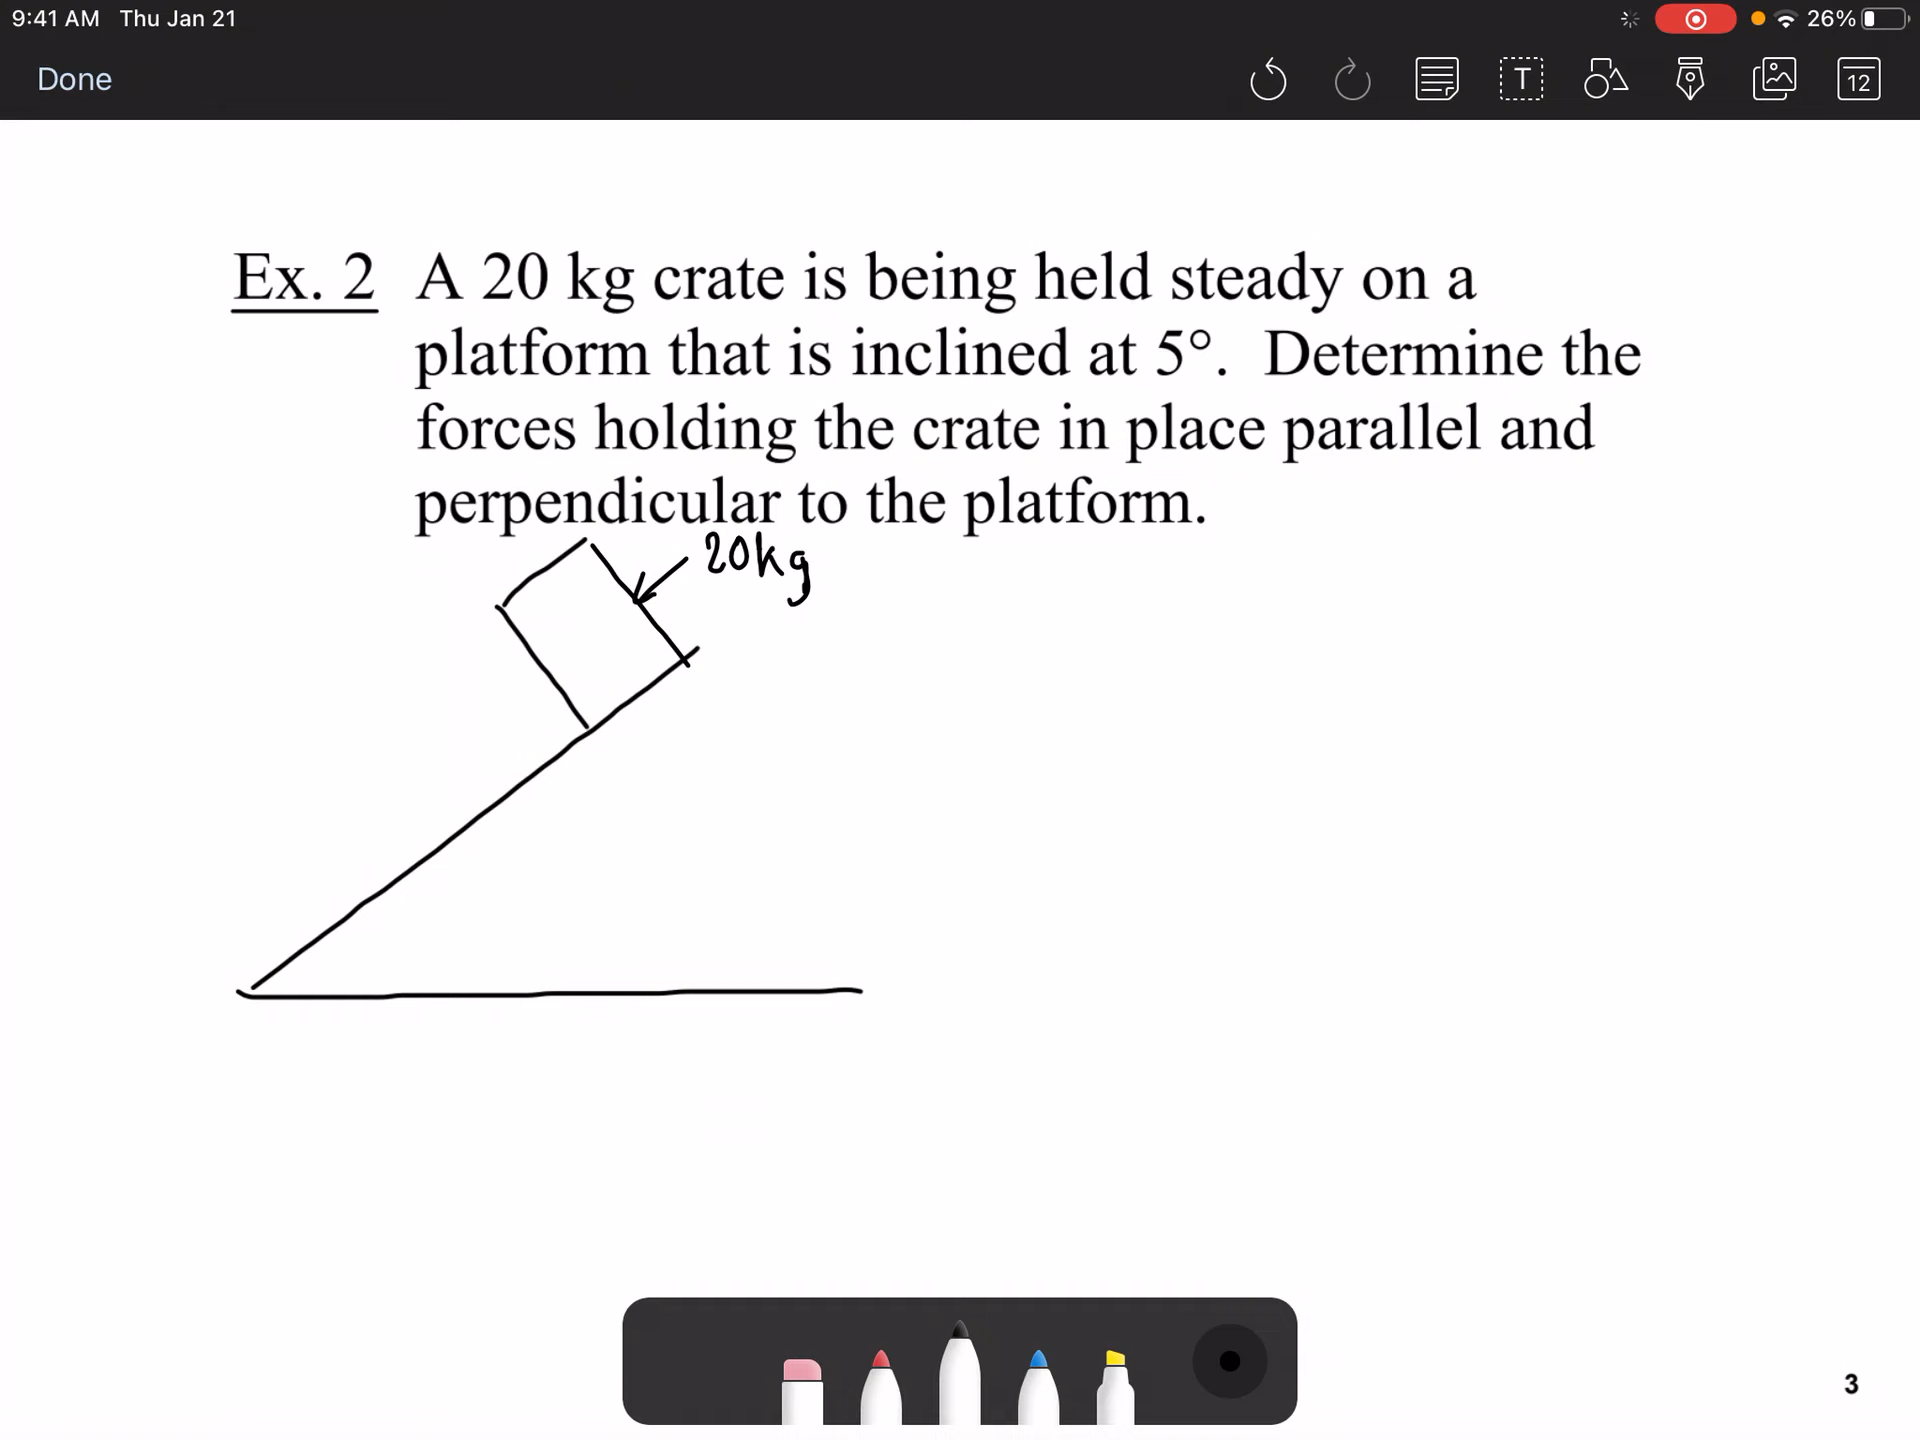 9:41 AM Thu Jan 21
26%
Done
T
12
Ex. 2 A 20 kg crate is being held steady on a
platform that is inclined at 5°. Determine the
forces holding the crate in place parallel and
perpendicular to the platform.
20kg
3